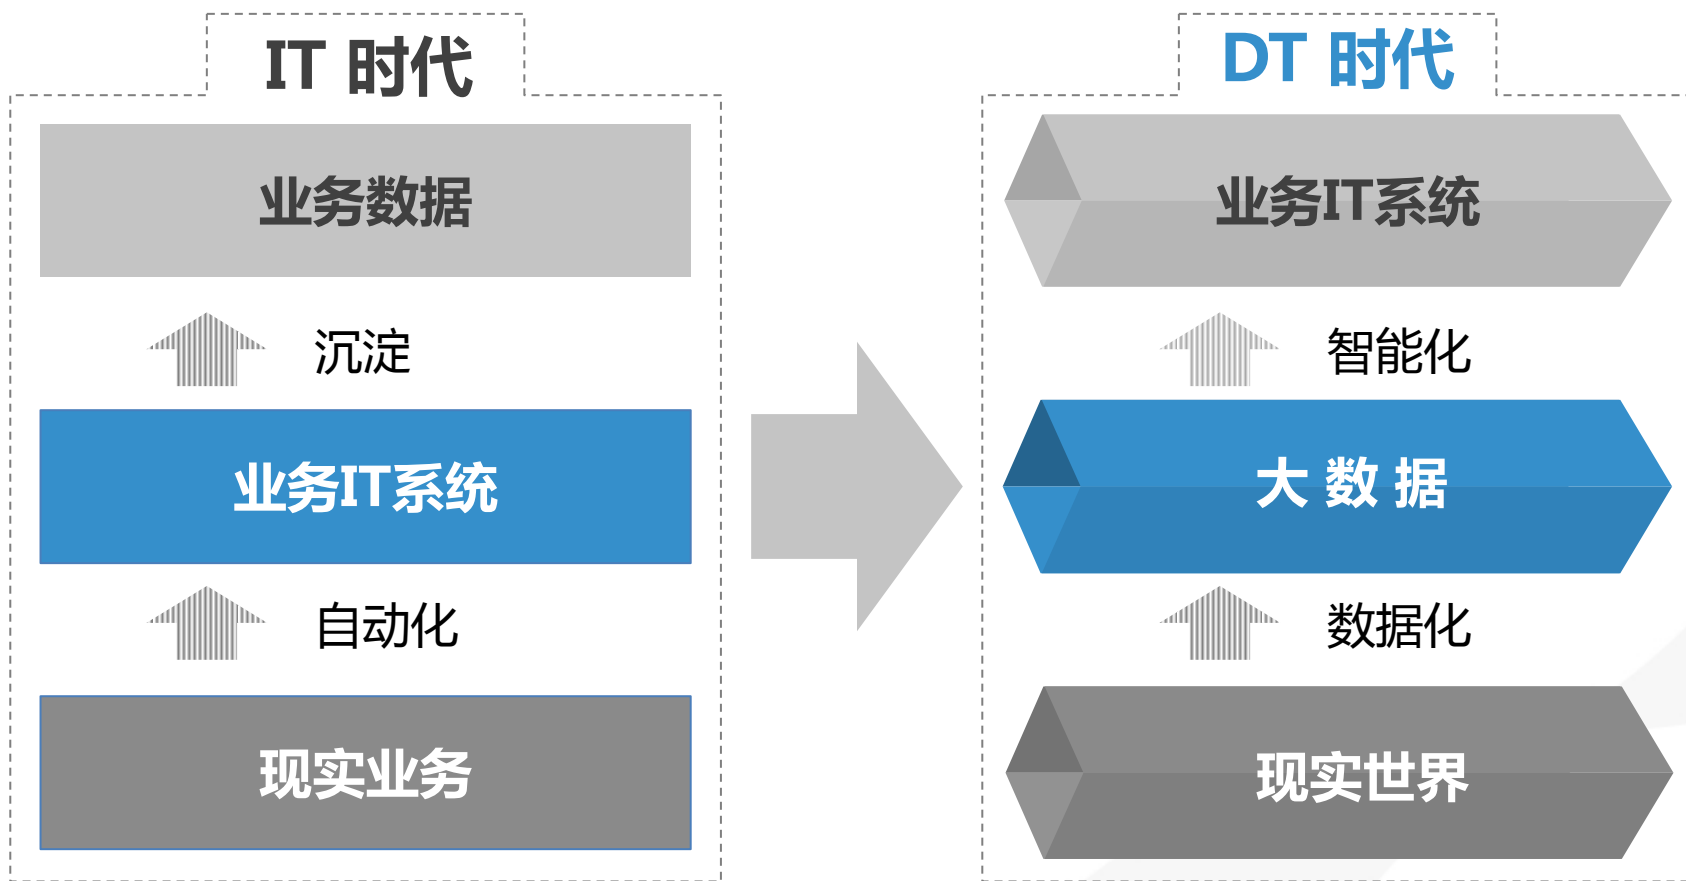 IT 时代
业务数据
沉淀
业务IT系统
自动化
现实业务
DT 时代
业务IT系统
智能化
大 数 据
数据化
现实世界